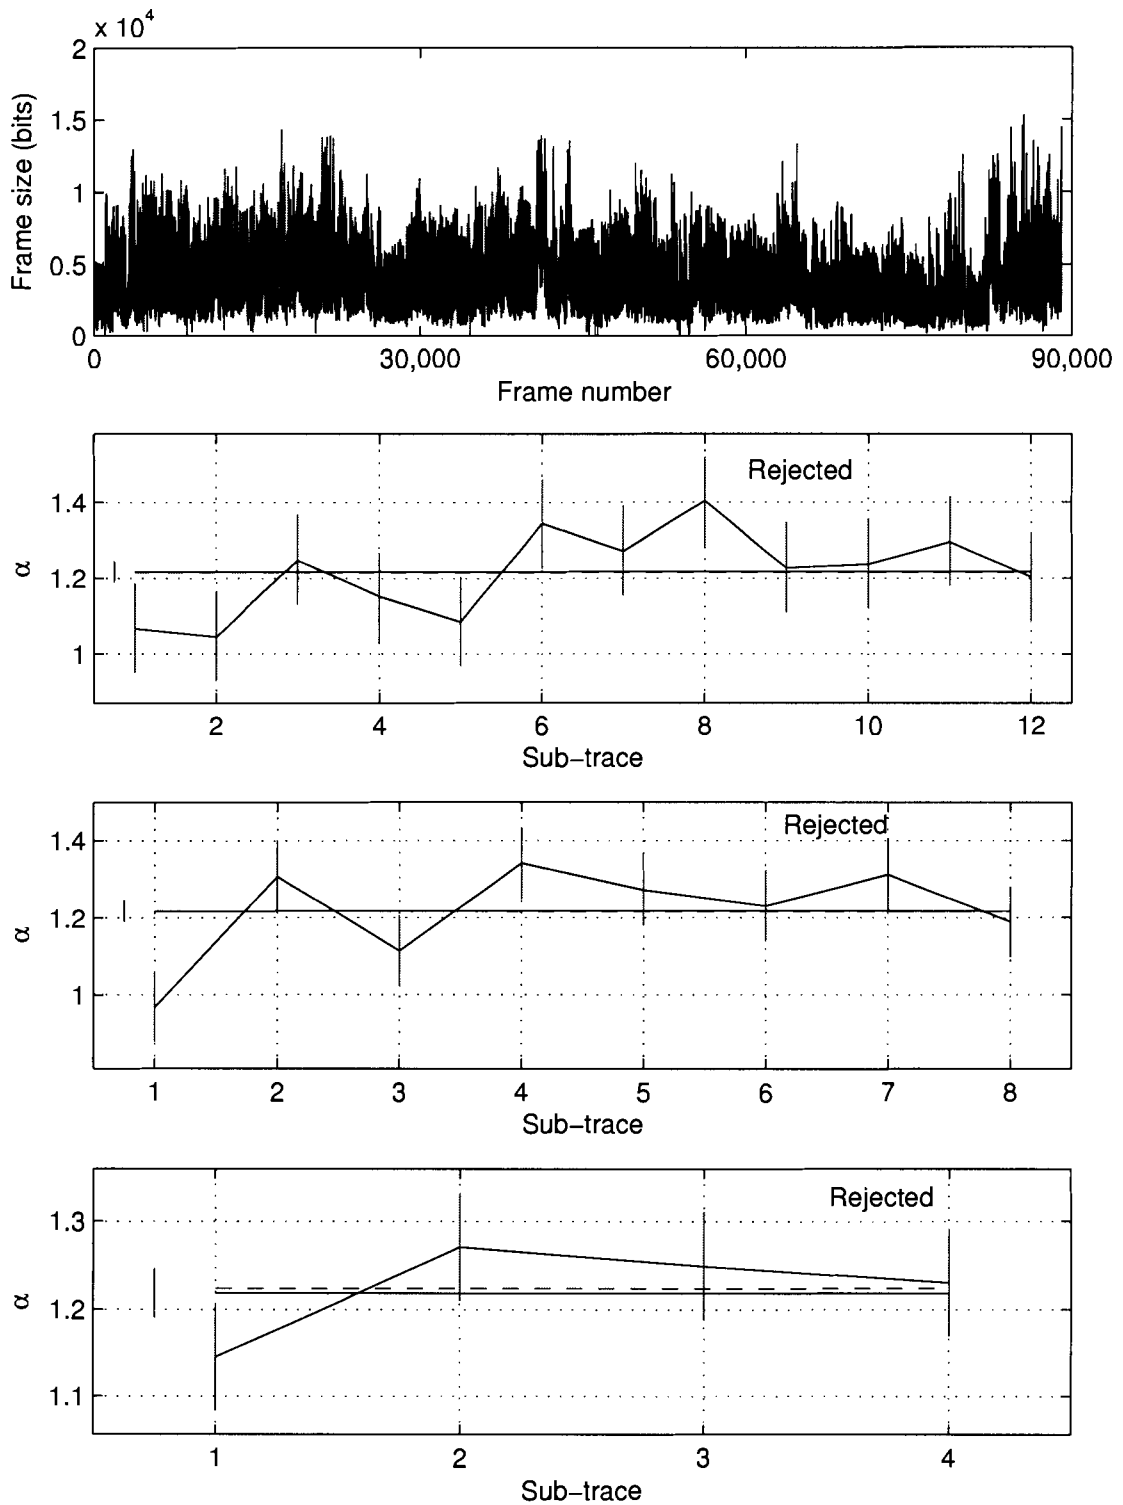 x 10^4
2
1.5
1
0.5
0
Frame size (bits)
0 30,000 60,000 90,000
Frame number
Rejected
1.4
1.2
1
α
2 4 6 8 10 12
Sub−trace
Rejected
1.4
1.2
1
α
1 2 3 4 5 6 7 8
Sub−trace
Rejected
1.3
1.2
1.1
α
1 2 3 4
Sub−trace